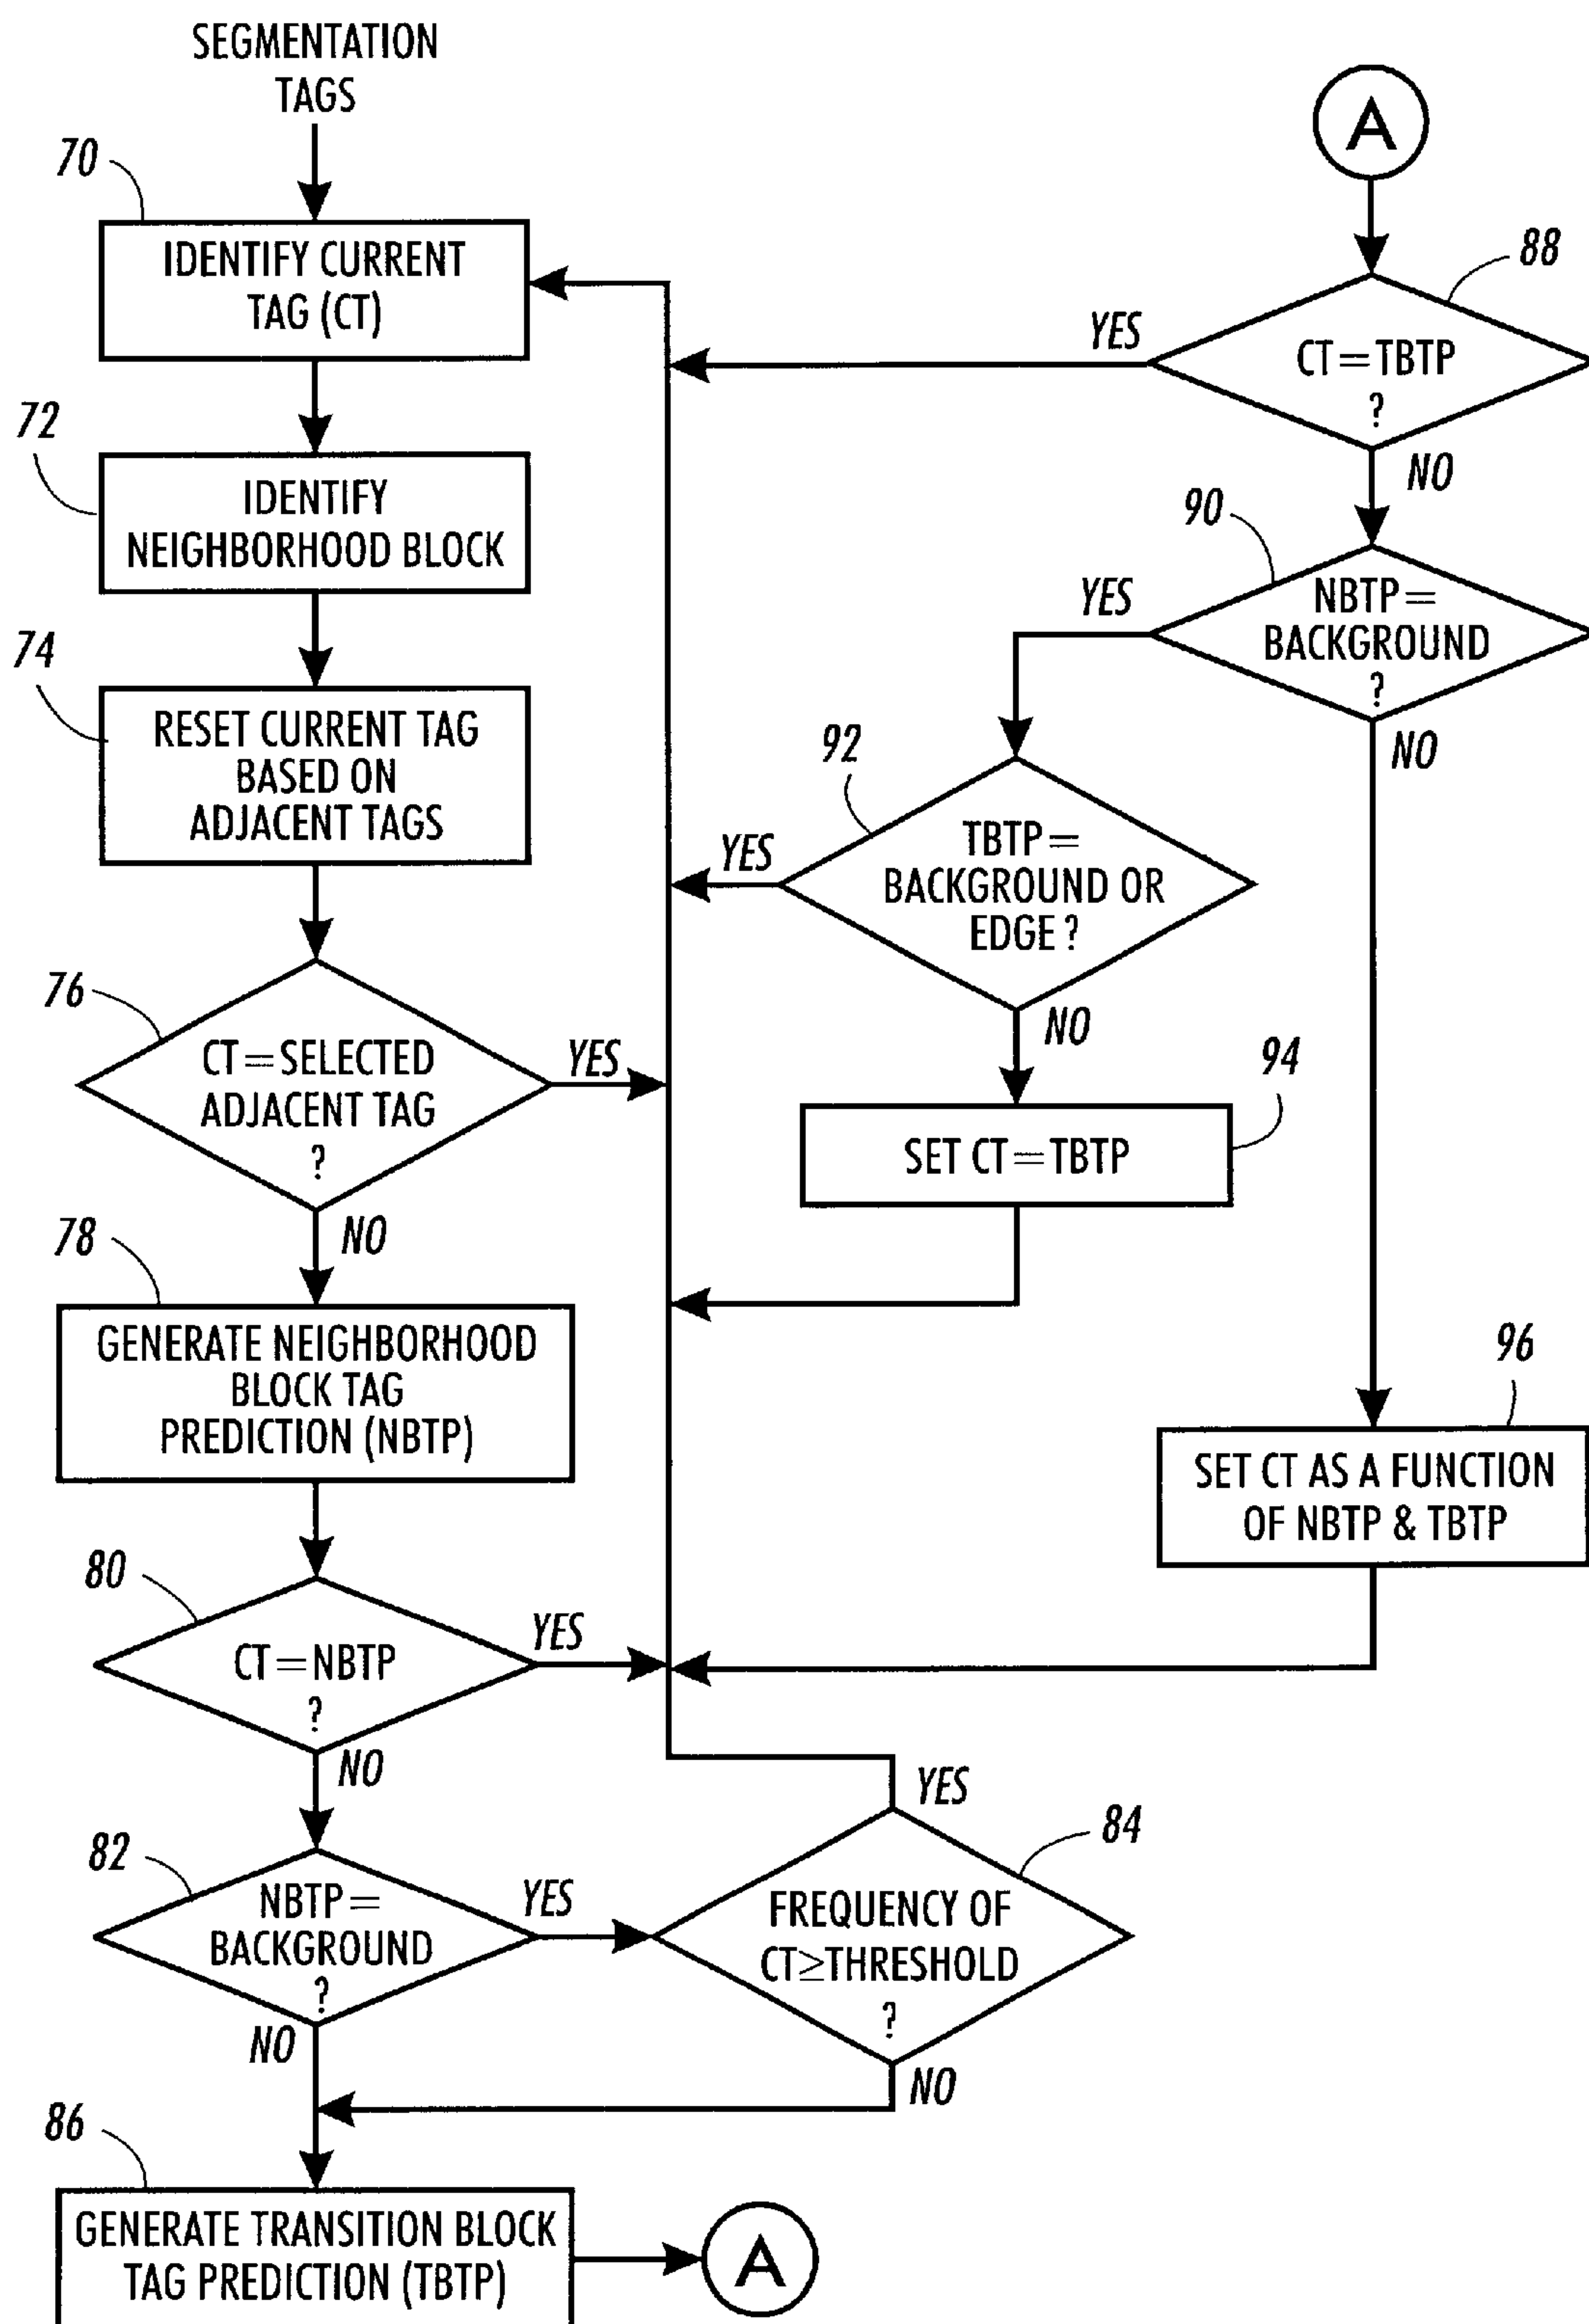 SEGMENTATION
TAGS
70
IDENTIFY CURRENT
TAG (CT)
72
IDENTIFY
NEIGHBORHOOD BLOCK
74
RESET CURRENT TAG
BASED ON
ADJACENT TAGS
76
CT=SELECTED
ADJACENT TAG
?
YES
NO
78
GENERATE NEIGHBORHOOD
BLOCK TAG
PREDICTION (NBTP)
80
CT=NBTP
?
YES
NO
82
NBTP=
BACKGROUND
?
YES
NO
84
FREQUENCY OF
CT≥THRESHOLD
?
YES
NO
86
GENERATE TRANSITION BLOCK
TAG PREDICTION (TBTP)
A
A
88
CT=TBTP
?
YES
NO
90
NBTP=
BACKGROUND
?
YES
NO
92
TBTP=
BACKGROUND OR
EDGE?
YES
NO
94
SET CT=TBTP
96
SET CT AS A FUNCTION
OF NBTP & TBTP